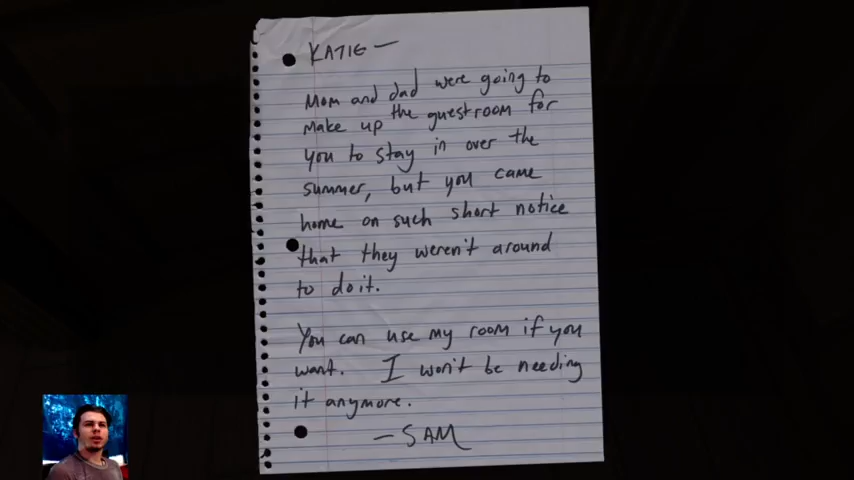 KATIE —
Mom and dad were going to
make up the guestroom for
you to stay in over the
summer, but you came
home on such short notice
that they weren't around
to do it.
You can use my room if you
want. I won't be needing
it anymore.
— SAM